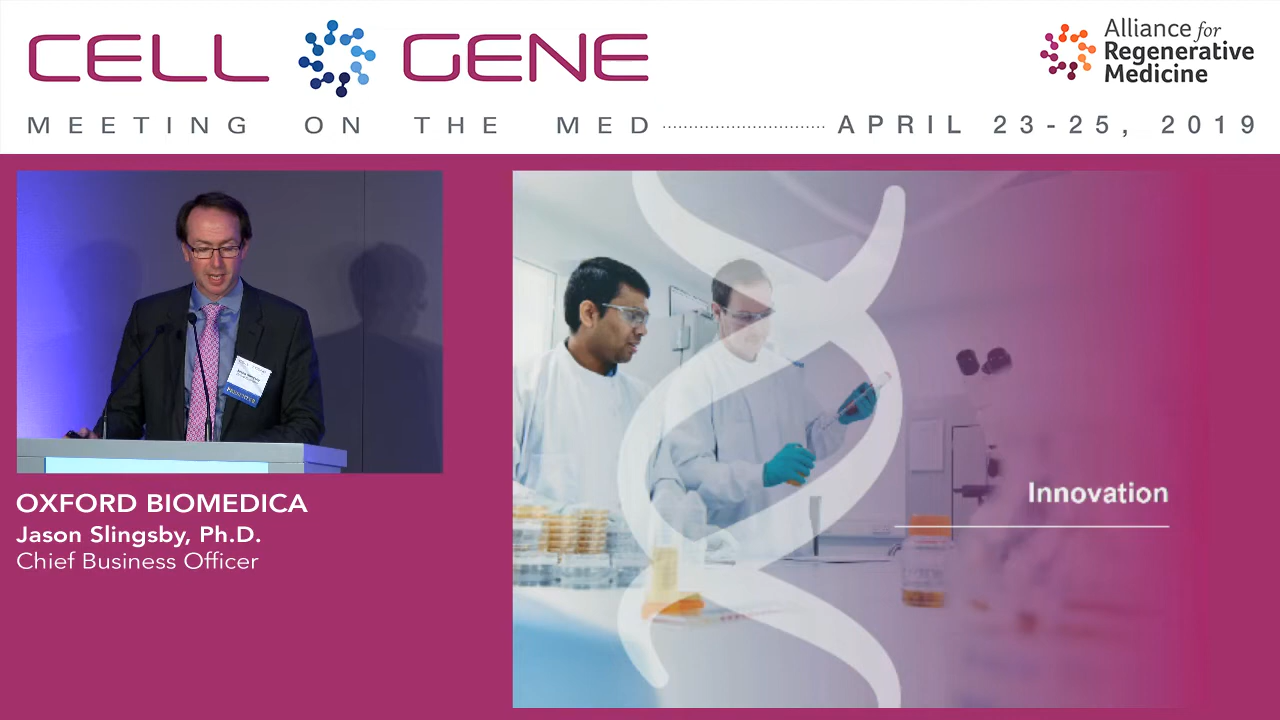 CELL GENE
Alliance for
Regenerative
Medicine
MEETING ON THE MED APRIL 23-25, 2019
PRESENTER
Innovation
OXFORD BIOMEDICA
Jason Slingsby, Ph.D.
Chief Business Officer